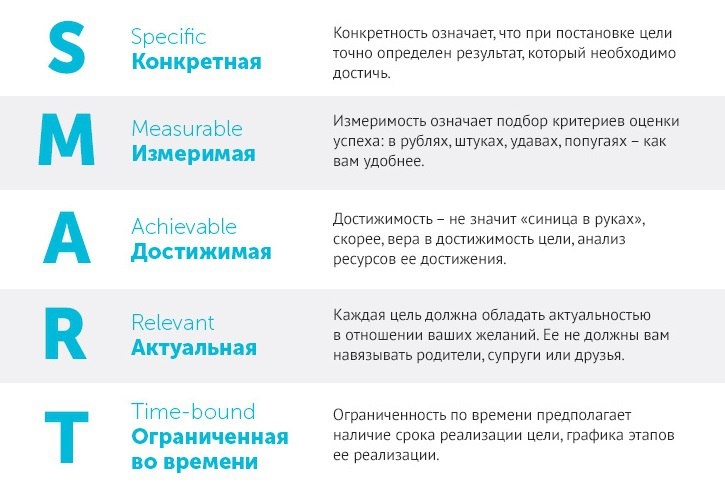 S
Specific
Конкретная
Конкретность означает, что при постановке цели
точно определен результат, который необходимо
достичь.
M
Measurable
Измеримая
Измеримость означает подбор критериев оценки
успеха: в рублях, штуках, удавах, попугаях – как
вам удобнее.
A
Achievable
Достижимая
Достижимость – не значит «синица в руках»,
скорее, вера в достижимость цели, анализ
ресурсов ее достижения.
R
Relevant
Актуальная
Каждая цель должна обладать актуальностью
в отношении ваших желаний. Ее не должны вам
навязывать родители, супруги или друзья.
T
Time-bound
Ограниченная
во времени
Ограниченность по времени предполагает
наличие срока реализации цели, графика этапов
ее реализации.